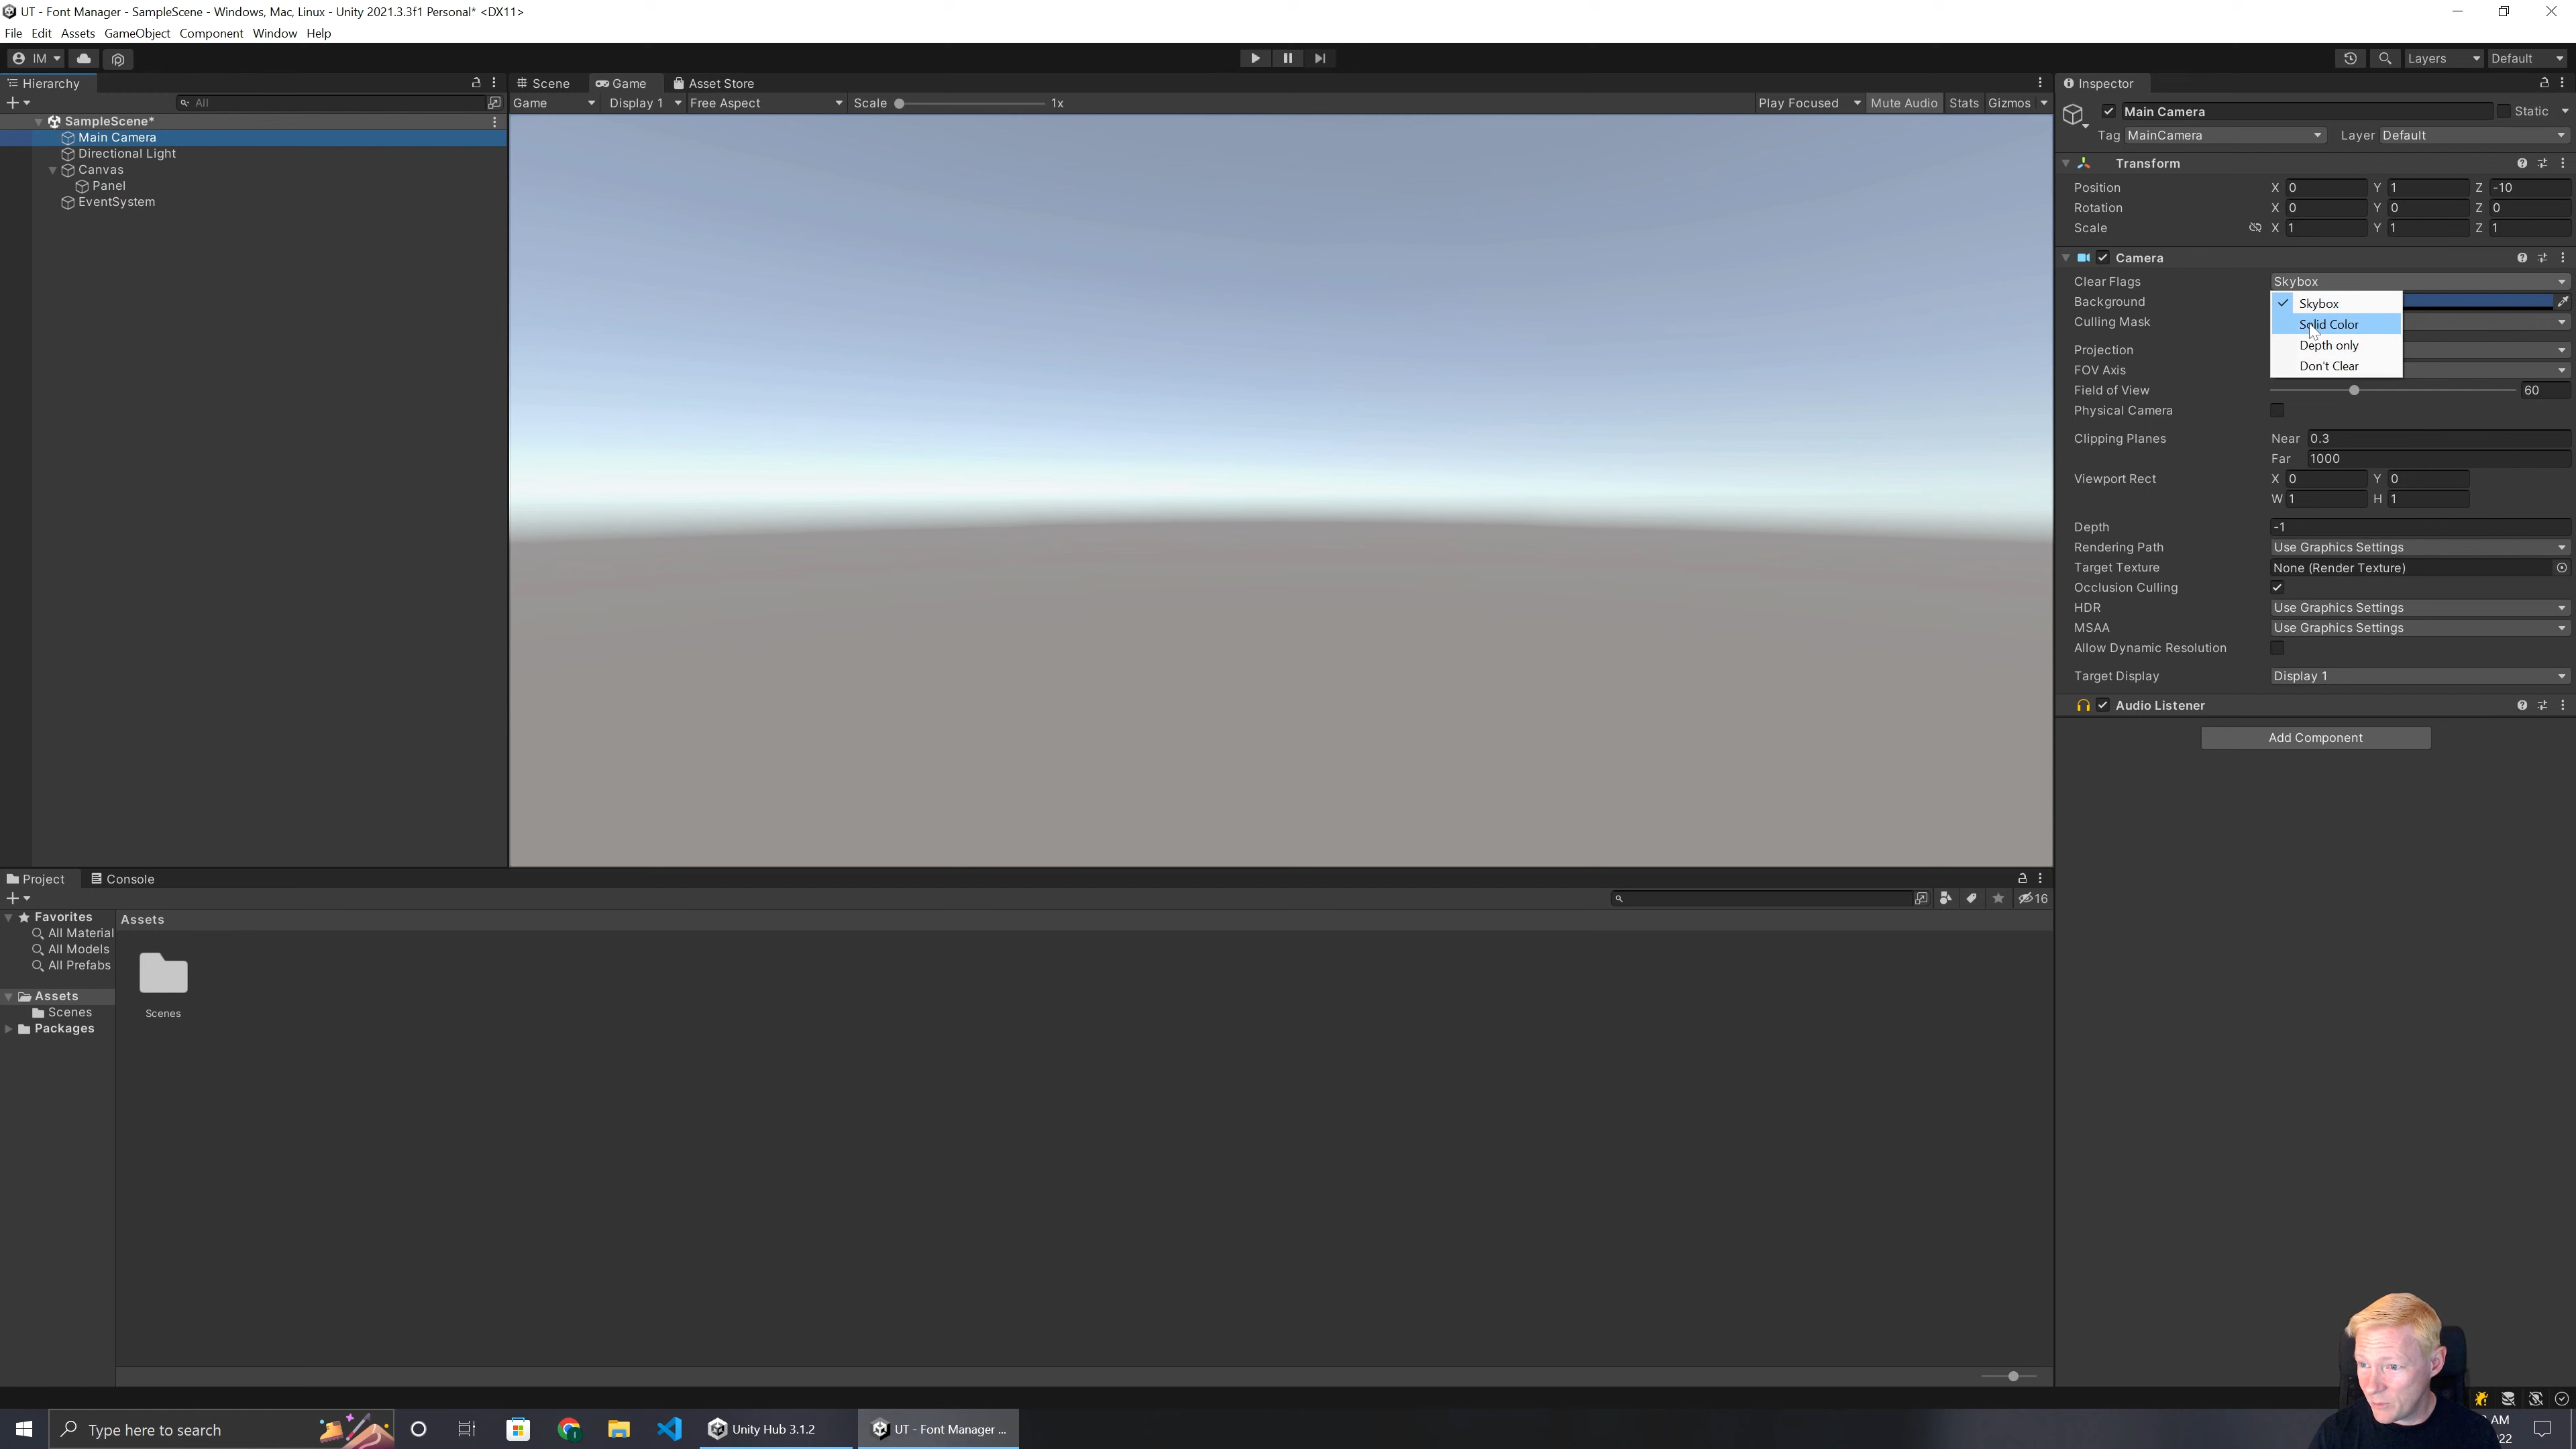 UT - Font Manager - SampleScene - Windows, Mac, Linux - Unity 2021.3.3f1 Personal* <DX11>
File Edit Assets GameObject Component Window Help
IM Layers Default
Hierarchy
All
SampleScene*
Main Camera
Directional Light
Canvas
Panel
EventSystem
Scene Game Asset Store
Game Display 1 Free Aspect Scale 1x Play Focused Mute Audio Stats Gizmos
Inspector
Main Camera Static
Tag MainCamera Layer Default
Transform
Position X 0 Y 1 Z -10
Rotation X 0 Y 0 Z 0
Scale X 1 Y 1 Z 1
Camera
Clear Flags Skybox
Background
Culling Mask
Skybox
Solid Color
Depth only
Don't Clear
Projection
FOV Axis
Field of View 60
Physical Camera
Clipping Planes Near 0.3
Far 1000
Viewport Rect X 0 Y 0
W 1 H 1
Depth -1
Rendering Path Use Graphics Settings
Target Texture None (Render Texture)
Occlusion Culling
HDR Use Graphics Settings
MSAA Use Graphics Settings
Allow Dynamic Resolution
Target Display Display 1
Audio Listener
Add Component
Project Console
16
Favorites
All Material
All Models
All Prefabs
Assets
Scenes
Packages
Assets
Scenes
Type here to search
Unity Hub 3.1.2
UT - Font Manager ...
AM
22